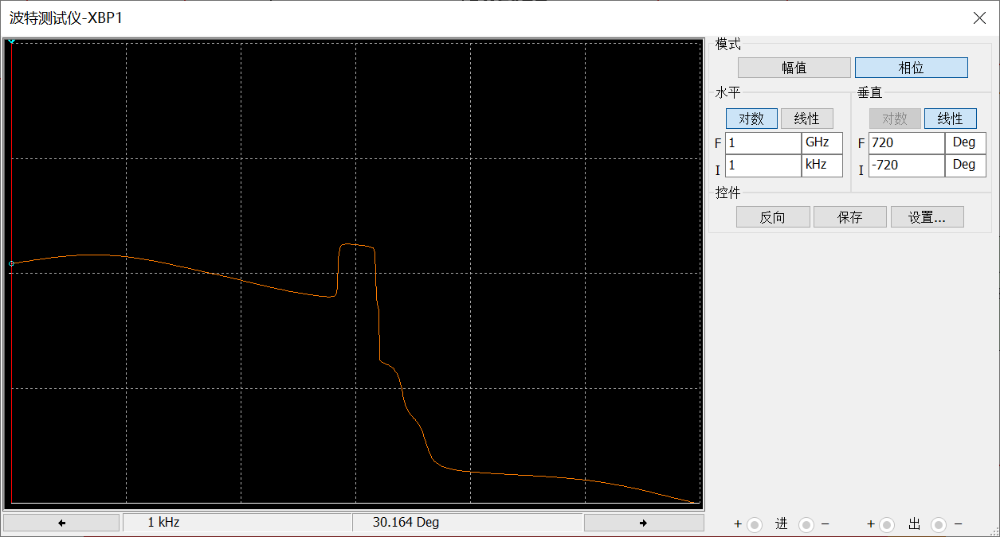 波特测试仪-XBP1
模式
幅值 相位
水平 垂直
对数 线性 对数 线性
F 1 GHz F 720 Deg
I 1 kHz I -720 Deg
控件
反向 保存 设置...
1 kHz 30.164 Deg
+ 进 − + 出 −